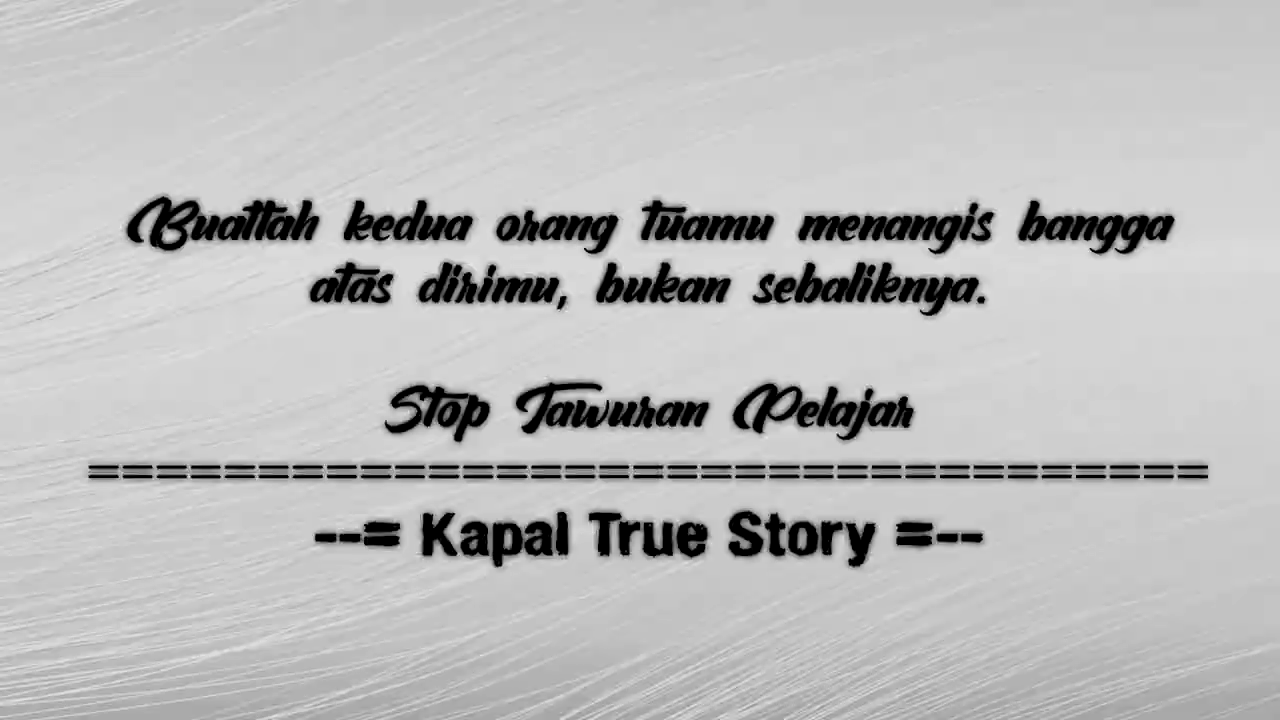 Buatlah kedua orang tuamu menangis bangga
atas dirimu, bukan sebaliknya.
Stop Tawuran Pelajar
=================================
--= Kapal True Story =--